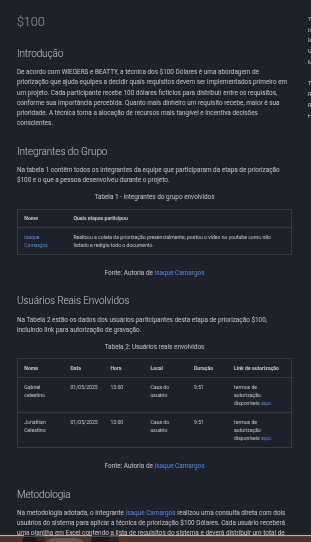 $100
Introdução
De acordo com WIEGERS e BEATTY, a técnica dos $100 Dólares é uma abordagem de
priorização que ajuda equipes a decidir quais requisitos devem ser implementados primeiro em
um projeto. Cada participante recebe 100 dólares fictícios para distribuir entre os requisitos,
conforme sua importância percebida. Quanto mais dinheiro um requisito recebe, maior é sua
prioridade. A técnica torna a alocação de recursos mais tangível e incentiva decisões
conscientes.
Integrantes do Grupo
Na tabela 1 contém todos os integrantes da equipe que participaram da etapa de priorização
$100 e o que a pessoa desenvolveu durante o projeto.
Tabela 1 - Integrantes do grupo envolvidos
Nome Quais etapas participou
Isaque Camargos Realizou a coleta da priorização presencialmente, postou o vídeo no youtube como não
listado e redigiu todo o documento.
Fonte: Autoria de Isaque Camargos
Usuários Reais Envolvidos
Na Tabela 2 estão os dados dos usuários participantes desta etapa de priorização $100,
incluindo link para autorização de gravação.
Tabela 2: Usuários reais envolvidos
Nome Data Hora Local Duração Link de autorização
Gabriel celestino 01/05/2025 13:00 Casa do usuário 9:51 termos de autorização disponíveis aqui.
Jonathan Celestino 01/05/2025 13:00 Casa do usuário 9:51 termos de autorização disponíveis aqui.
Fonte: Autoria de Isaque Camargos
Metodologia
Na metodologia adotada, o integrante Isaque Camargos realizou uma consulta direta com dois
usuários do sistema para aplicar a técnica de priorização $100 Dólares. Cada usuário receberá
uma planilha em Excel contendo a lista de requisitos do sistema e deverá distribuir um total de